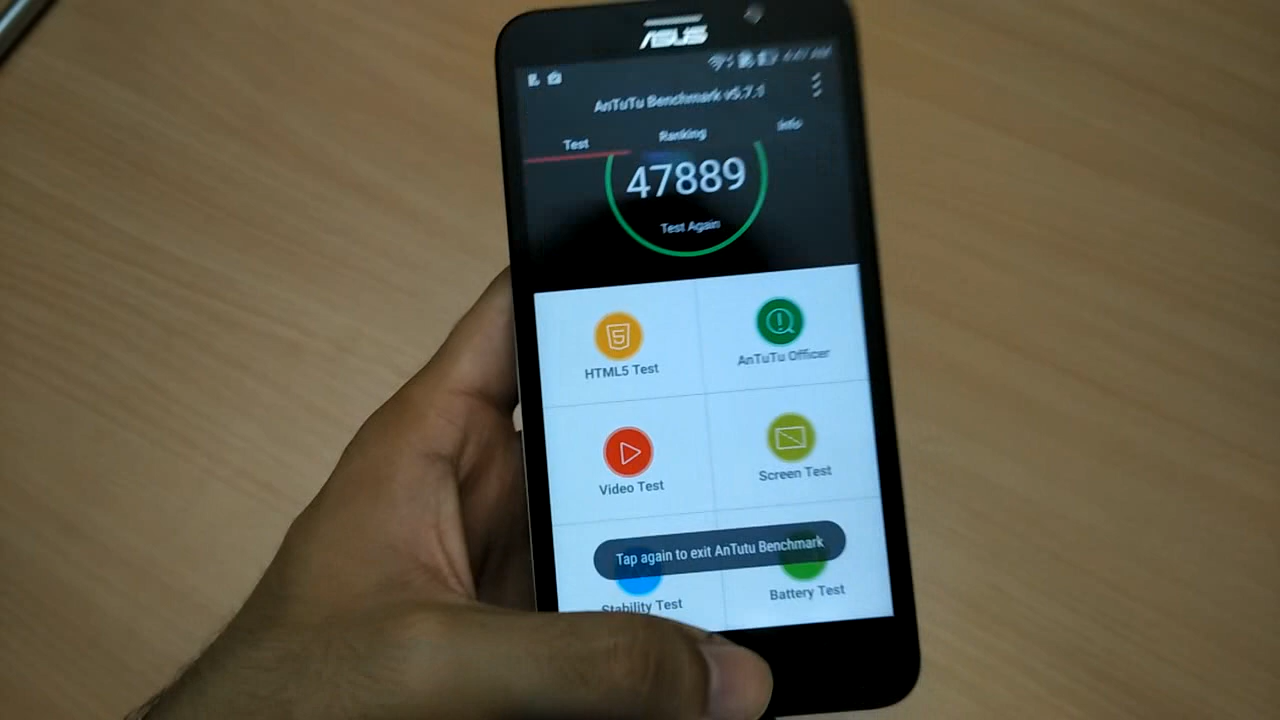 ASUS
AnTuTu Benchmark v5.7.1
Test
Ranking
Info
47889
Test Again
HTML5 Test
AnTuTu Officer
Video Test
Screen Test
Tap again to exit AnTutu Benchmark
Stability Test
Battery Test